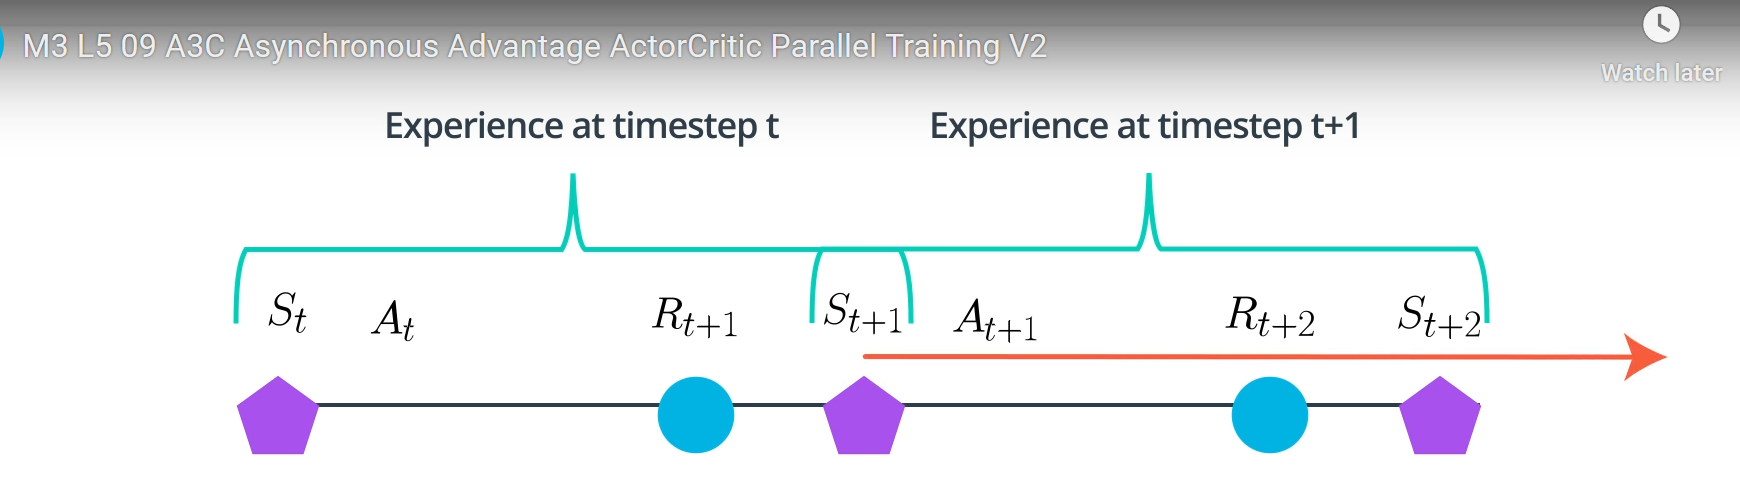 M3 L5 09 A3C Asynchronous Advantage ActorCritic Parallel Training V2
Watch later
Experience at timestep t Experience at timestep t+1
S_t A_t R_{t+1} S_{t+1} A_{t+1} R_{t+2} S_{t+2}